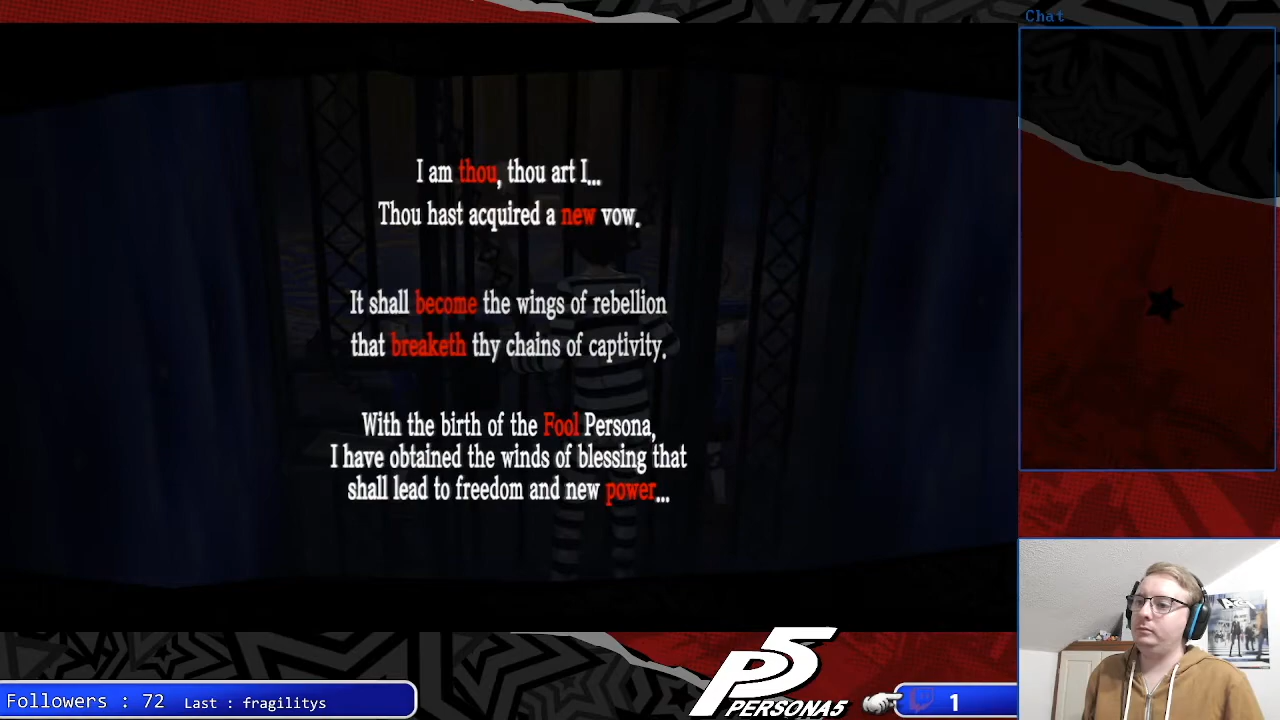 Chat
I am thou, thou art I...
Thou hast acquired a new vow.
It shall become the wings of rebellion
that breaketh thy chains of captivity.
With the birth of the Fool Persona,
I have obtained the winds of blessing that
shall lead to freedom and new power...
P5
PERSONA5
Followers : 72 Last : fragilitys
1